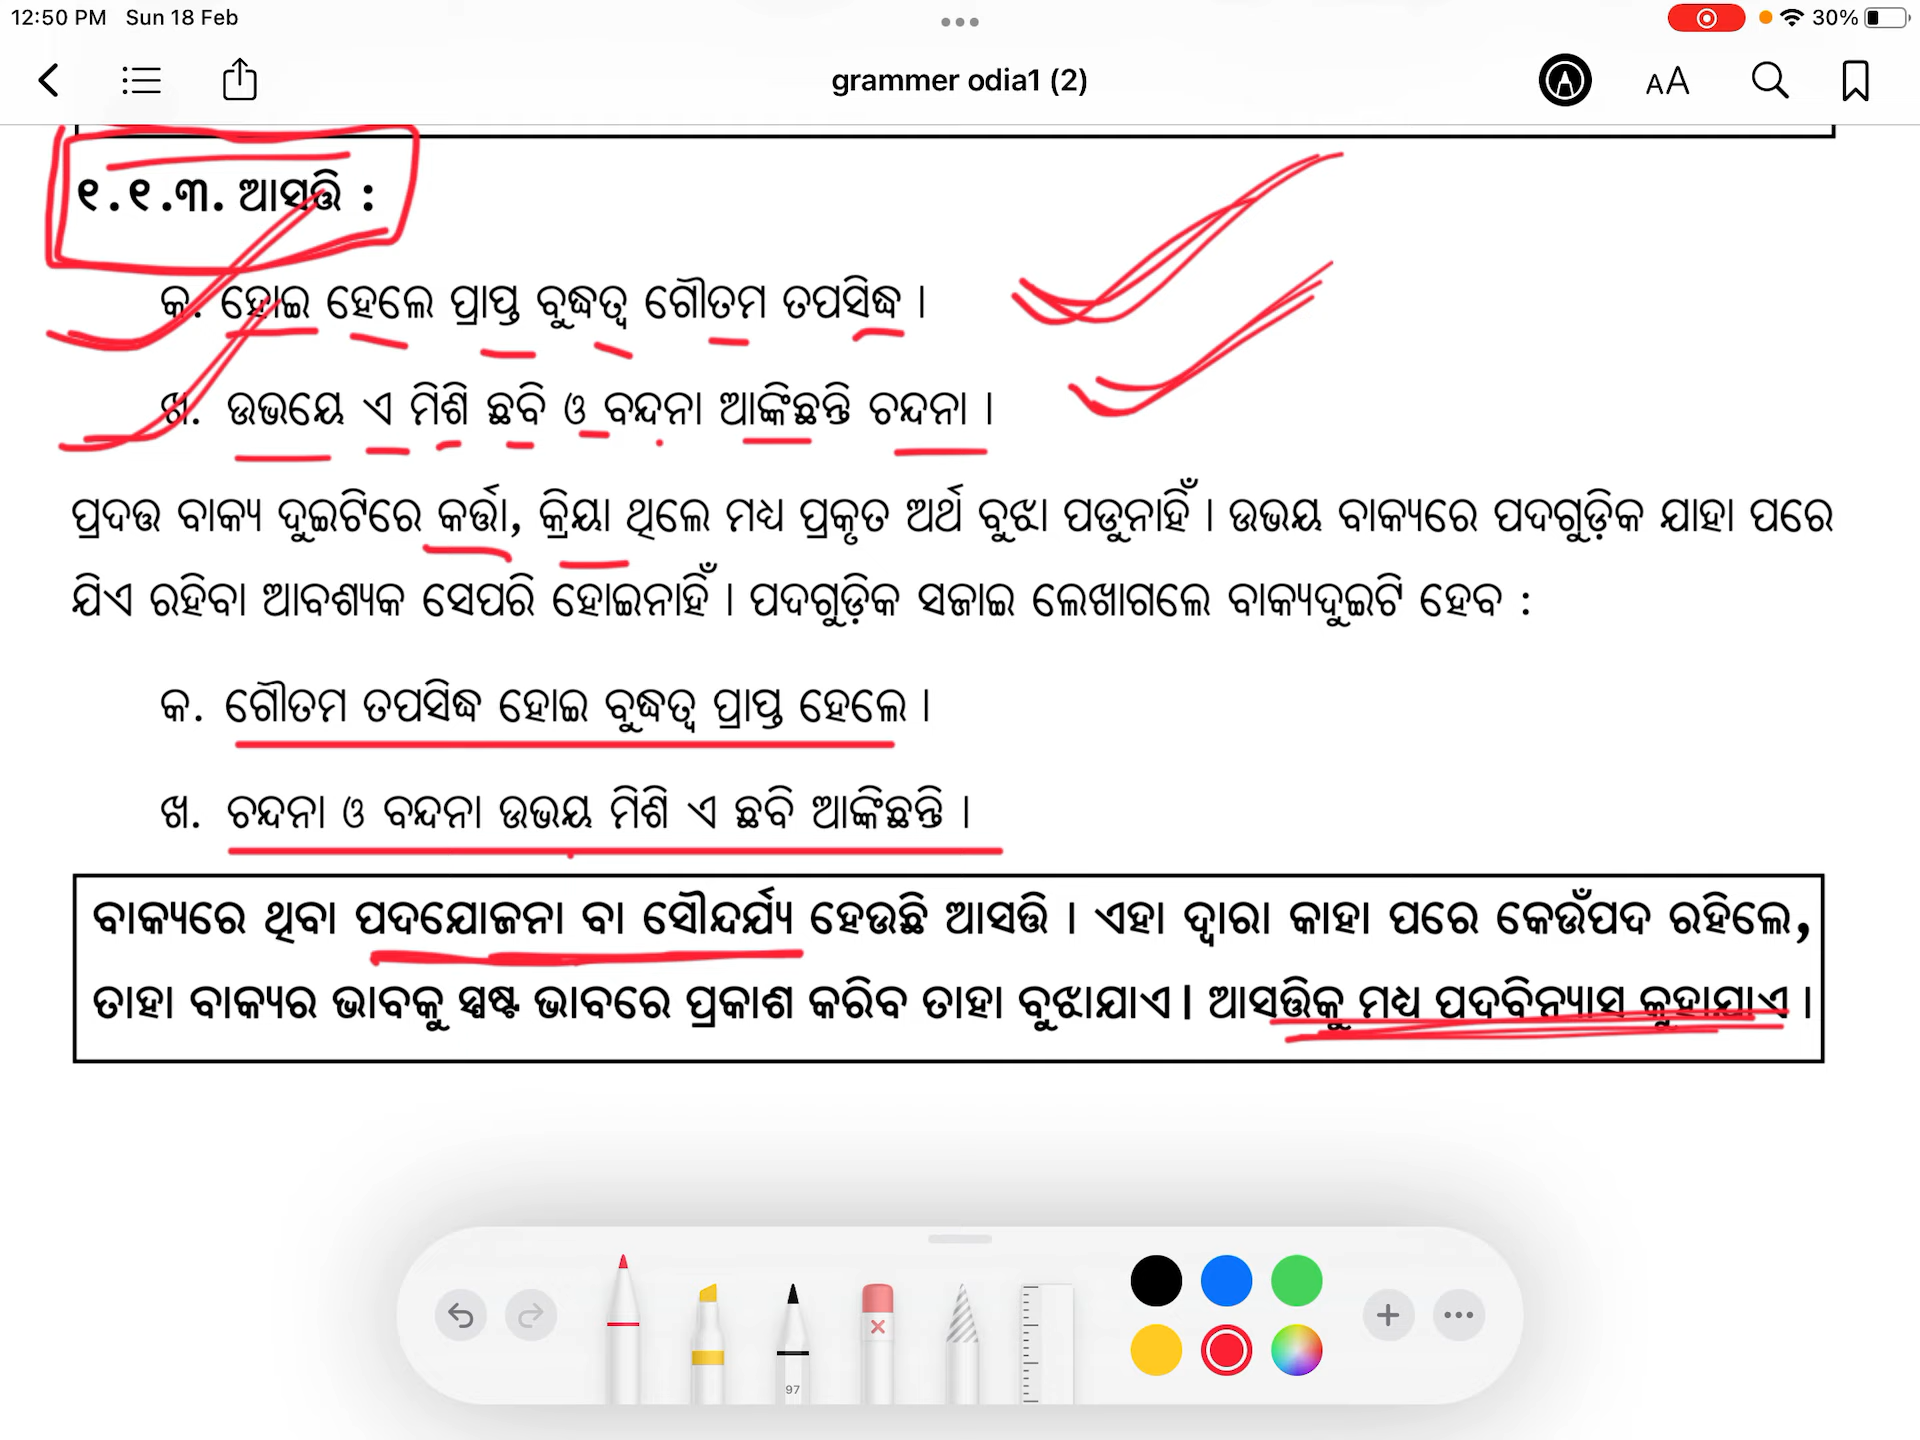 12:50 PM Sun 18 Feb
30%
grammer odia1 (2)
AA
୧.୧.୩. ଆସତ୍ତି :
କ. ହୋଇ ହେଲେ ପ୍ରାପ୍ତ ବୁଦ୍ଧତ୍ୱ ଗୌତମ ତପସିଦ୍ଧ ।
ଖ. ଉଭୟେ ଏ ମିଶି ଛବି ଓ ବନ୍ଦନା ଆଙ୍କିଛନ୍ତି ଚନ୍ଦନା ।
ପ୍ରଦତ୍ତ ବାକ୍ୟ ଦୁଇଟିରେ କର୍ତ୍ତା, କ୍ରିୟା ଥିଲେ ମଧ୍ୟ ପ୍ରକୃତ ଅର୍ଥ ବୁଝା ପଡୁନାହିଁ । ଉଭୟ ବାକ୍ୟରେ ପଦଗୁଡ଼ିକ ଯାହା ପରେ
ଯିଏ ରହିବା ଆବଶ୍ୟକ ସେପରି ହୋଇନାହିଁ । ପଦଗୁଡ଼ିକ ସଜାଇ ଲେଖାଗଲେ ବାକ୍ୟଦୁଇଟି ହେବ :
କ. ଗୌତମ ତପସିଦ୍ଧ ହୋଇ ବୁଦ୍ଧତ୍ୱ ପ୍ରାପ୍ତ ହେଲେ ।
ଖ. ଚନ୍ଦନା ଓ ବନ୍ଦନା ଉଭୟ ମିଶି ଏ ଛବି ଆଙ୍କିଛନ୍ତି ।
ବାକ୍ୟରେ ଥିବା ପଦଯୋଜନା ବା ସୌନ୍ଦର୍ଯ୍ୟ ହେଉଛି ଆସତ୍ତି । ଏହା ଦ୍ୱାରା କାହା ପରେ କେଉଁପଦ ରହିଲେ,
ତାହା ବାକ୍ୟର ଭାବକୁ ସ୍ପଷ୍ଟ ଭାବରେ ପ୍ରକାଶ କରିବ ତାହା ବୁଝାଯାଏ । ଆସତ୍ତିକୁ ମଧ୍ୟ ପଦବିନ୍ୟାସ କୁହାଯାଏ ।
97